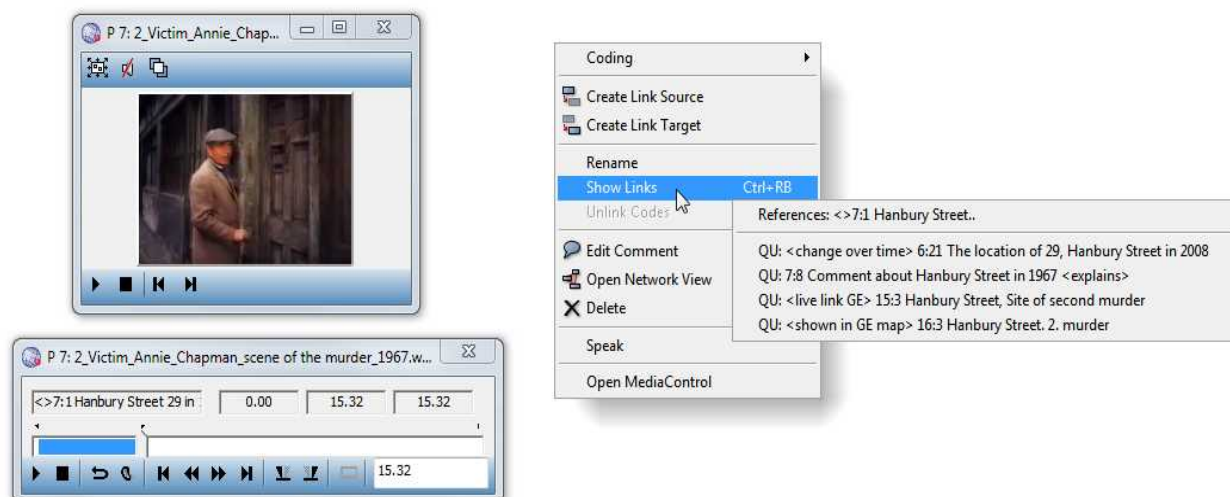 P 7: 2_Victim_Annie_Chap...
P 7: 2_Victim_Annie_Chapman_scene of the murder_1967.w...
<>7:1 Hanbury Street 29 in
0.00
15.32
15.32
15.32
Coding
Create Link Source
Create Link Target
Rename
Show Links Ctrl+RB
Unlink Codes
Edit Comment
Open Network View
Delete
Speak
Open MediaControl
References: <>7:1 Hanbury Street..
QU: <change over time> 6:21 The location of 29, Hanbury Street in 2008
QU: 7:8 Comment about Hanbury Street in 1967 <explains>
QU: <live link GE> 15:3 Hanbury Street, Site of second murder
QU: <shown in GE map> 16:3 Hanbury Street. 2. murder